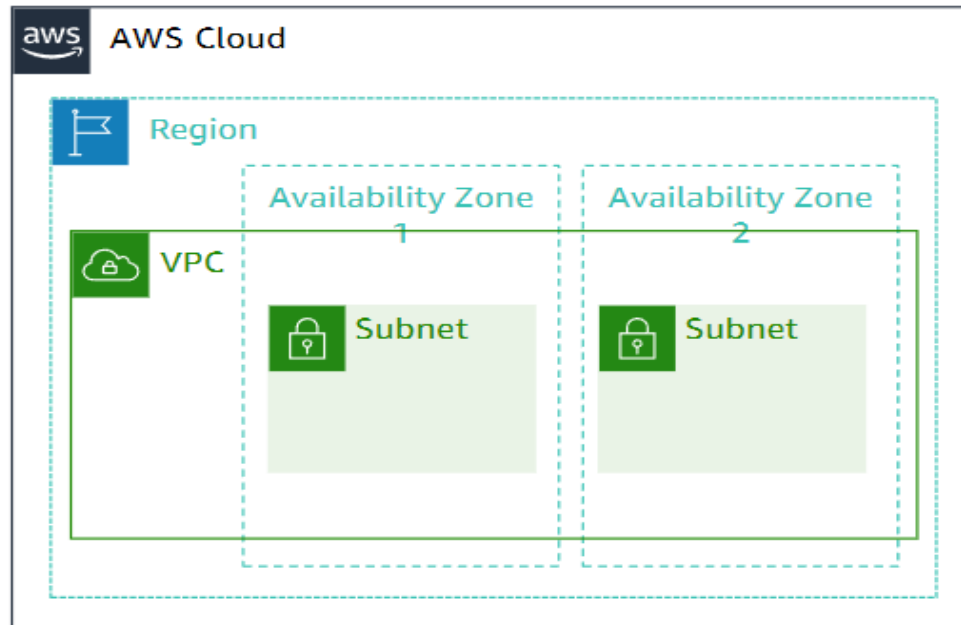 aws
AWS Cloud
Region
Availability Zone
1
Availability Zone
2
VPC
Subnet
Subnet